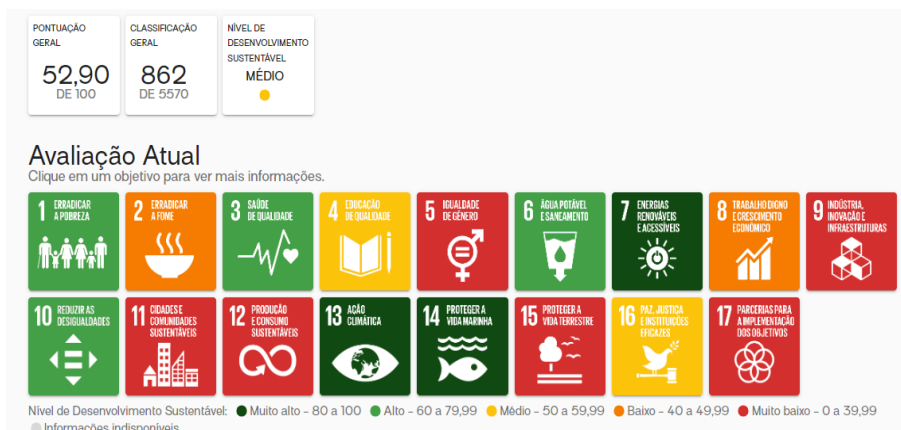 PONTUAÇÃO
GERAL
52,90
DE 100
CLASSIFICAÇÃO
GERAL
862
DE 5570
NÍVEL DE
DESENVOLVIMENTO
SUSTENTÁVEL
MÉDIO
Avaliação Atual
Clique em um objetivo para ver mais informações.
1 ERRADICAR
A POBREZA
2 ERRADICAR
A FOME
3 SAÚDE
DE QUALIDADE
4 EDUCAÇÃO
DE QUALIDADE
5 IGUALDADE
DE GÉNERO
6 ÁGUA POTÁVEL
E SANEAMENTO
7 ENERGIAS
RENOVÁVEIS
E ACESSÍVEIS
8 TRABALHO DIGNO
E CRESCIMENTO
ECONÓMICO
9 INDÚSTRIA,
INOVAÇÃO E
INFRAESTRUTURAS
10 REDUZIR AS
DESIGUALDADES
11 CIDADES E
COMUNIDADES
SUSTENTÁVEIS
12 PRODUÇÃO
E CONSUMO
SUSTENTÁVEIS
13 AÇÃO
CLIMÁTICA
14 PROTEGER A
VIDA MARINHA
15 PROTEGER A
VIDA TERRESTRE
16 PAZ, JUSTIÇA
E INSTITUIÇÕES
EFICAZES
17 PARCERIAS PARA
A IMPLEMENTAÇÃO
DOS OBJETIVOS
Nível de Desenvolvimento Sustentável: Muito alto - 80 a 100 Alto - 60 a 79,99 Médio - 50 a 59,99 Baixo - 40 a 49,99 Muito baixo - 0 a 39,99
Informações indisponíveis